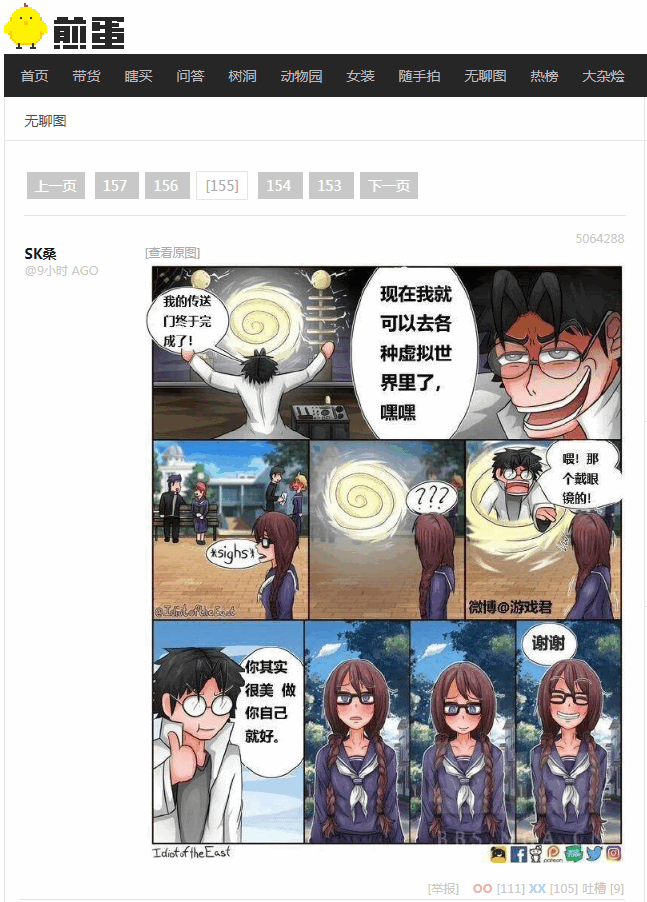 煎蛋
首页 带货 瞎买 问答 树洞 动物园 女装 随手拍 无聊图 热榜 大杂烩
无聊图
上一页 157 156 [155] 154 153 下一页
5064288
SK桑
@9小时 AGO
[查看原图]
我的传送
门终于完
成了!
现在我就
可以去各
种虚拟世
界里了,
嘿嘿
*sighs*
@IdiotoftheEast
???
喂! 那
个戴眼
镜的!
微博@游戏君
你其实
很美 做
你自己
就好。
谢谢
IdiotoftheEast
patreon
[举报] OO [111] XX [105] 吐槽 [9]